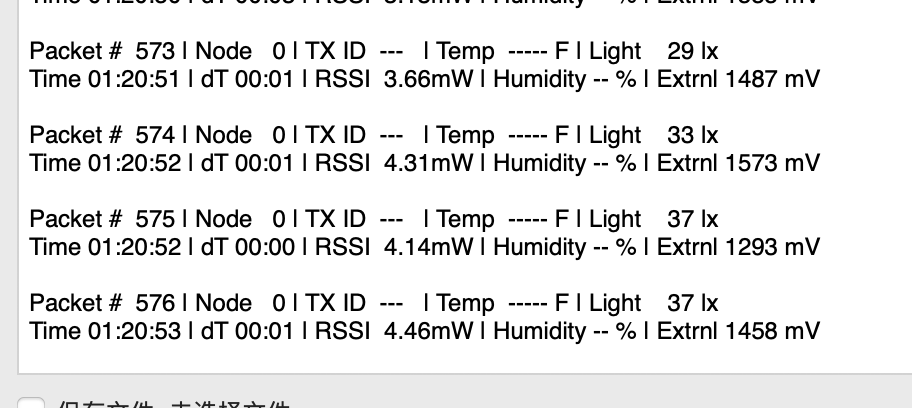 Packet #  573 | Node   0 | TX ID  ---   | Temp  ----- F | Light    29 lx
Time 01:20:51 | dT 00:01 | RSSI  3.66mW | Humidity -- % | Extrnl 1487 mV
Packet #  574 | Node   0 | TX ID  ---   | Temp  ----- F | Light    33 lx
Time 01:20:52 | dT 00:01 | RSSI  4.31mW | Humidity -- % | Extrnl 1573 mV
Packet #  575 | Node   0 | TX ID  ---   | Temp  ----- F | Light    37 lx
Time 01:20:52 | dT 00:00 | RSSI  4.14mW | Humidity -- % | Extrnl 1293 mV
Packet #  576 | Node   0 | TX ID  ---   | Temp  ----- F | Light    37 lx
Time 01:20:53 | dT 00:01 | RSSI  4.46mW | Humidity -- % | Extrnl 1458 mV